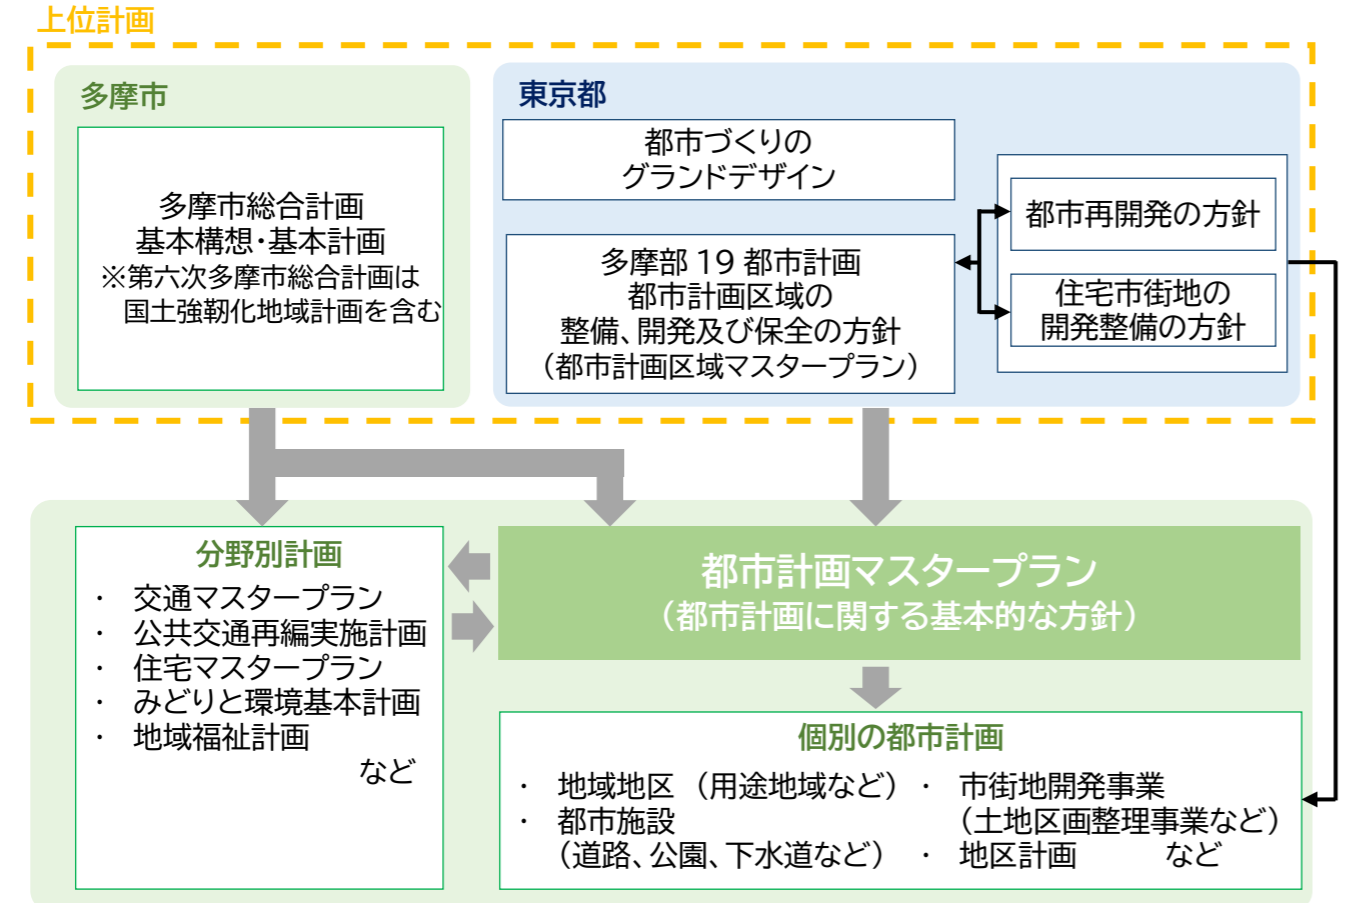 上位計画
多摩市
多摩市総合計画
基本構想・基本計画
※第六次多摩市総合計画は
国土強靭化地域計画を含む
東京都
都市づくりの
グランドデザイン
多摩部 19 都市計画
都市計画区域の
整備、開発及び保全の方針
（都市計画区域マスタープラン）
都市再開発の方針
住宅市街地の
開発整備の方針
分野別計画
・ 交通マスタープラン
・ 公共交通再編実施計画
・ 住宅マスタープラン
・ みどりと環境基本計画
・ 地域福祉計画
など
都市計画マスタープラン
（都市計画に関する基本的な方針）
個別の都市計画
・ 地域地区（用途地域など）
・ 都市施設
（道路、公園、下水道など）
・ 市街地開発事業
（土地区画整理事業など）
・ 地区計画 など